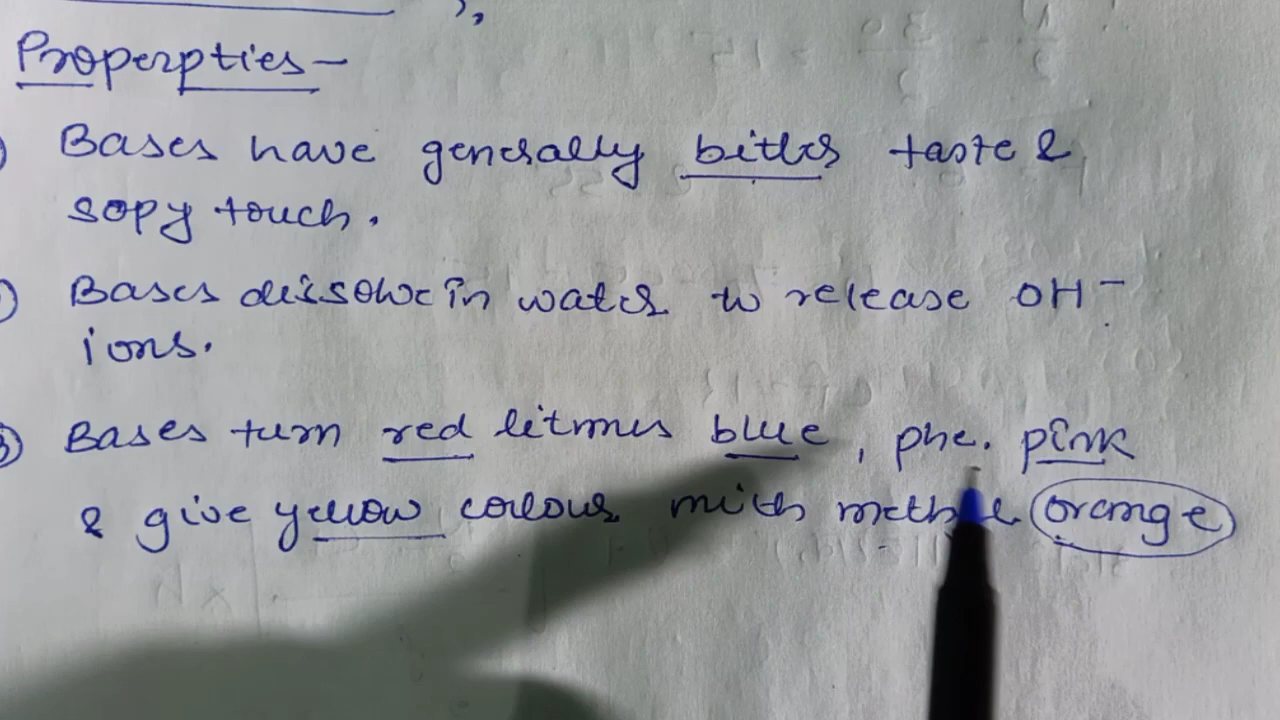 Properpties-
Bases have generally bitter taste &
sopy touch.
Bases dissolve in water to release OH⁻
ions.
3) Bases turn red litmus blue, phe. pink
& give yellow colour with methyl orange